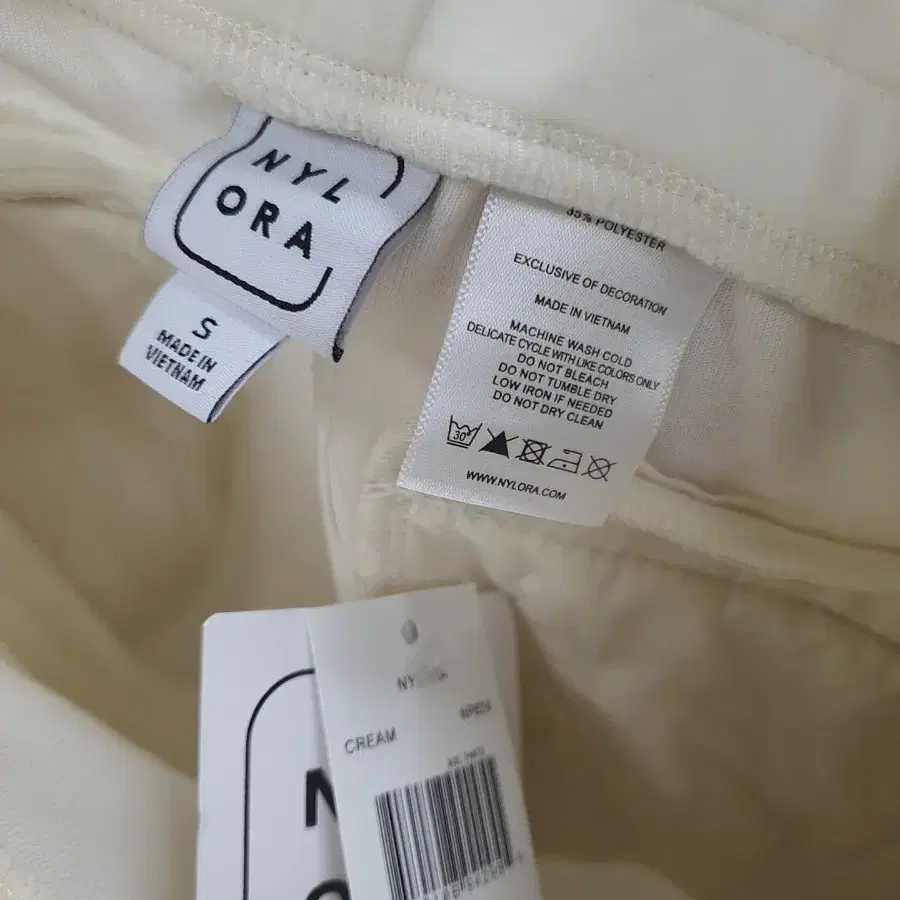 NYL
ORA
S
MADE IN
VIETNAM
35% POLYESTER
EXCLUSIVE OF DECORATION
MADE IN VIETNAM
MACHINE WASH COLD
DELICATE CYCLE WITH LIKE COLORS ONLY
DO NOT BLEACH
DO NOT TUMBLE DRY
LOW IRON IF NEEDED
DO NOT DRY CLEAN
30°
WWW.NYLORA.COM
CREAM